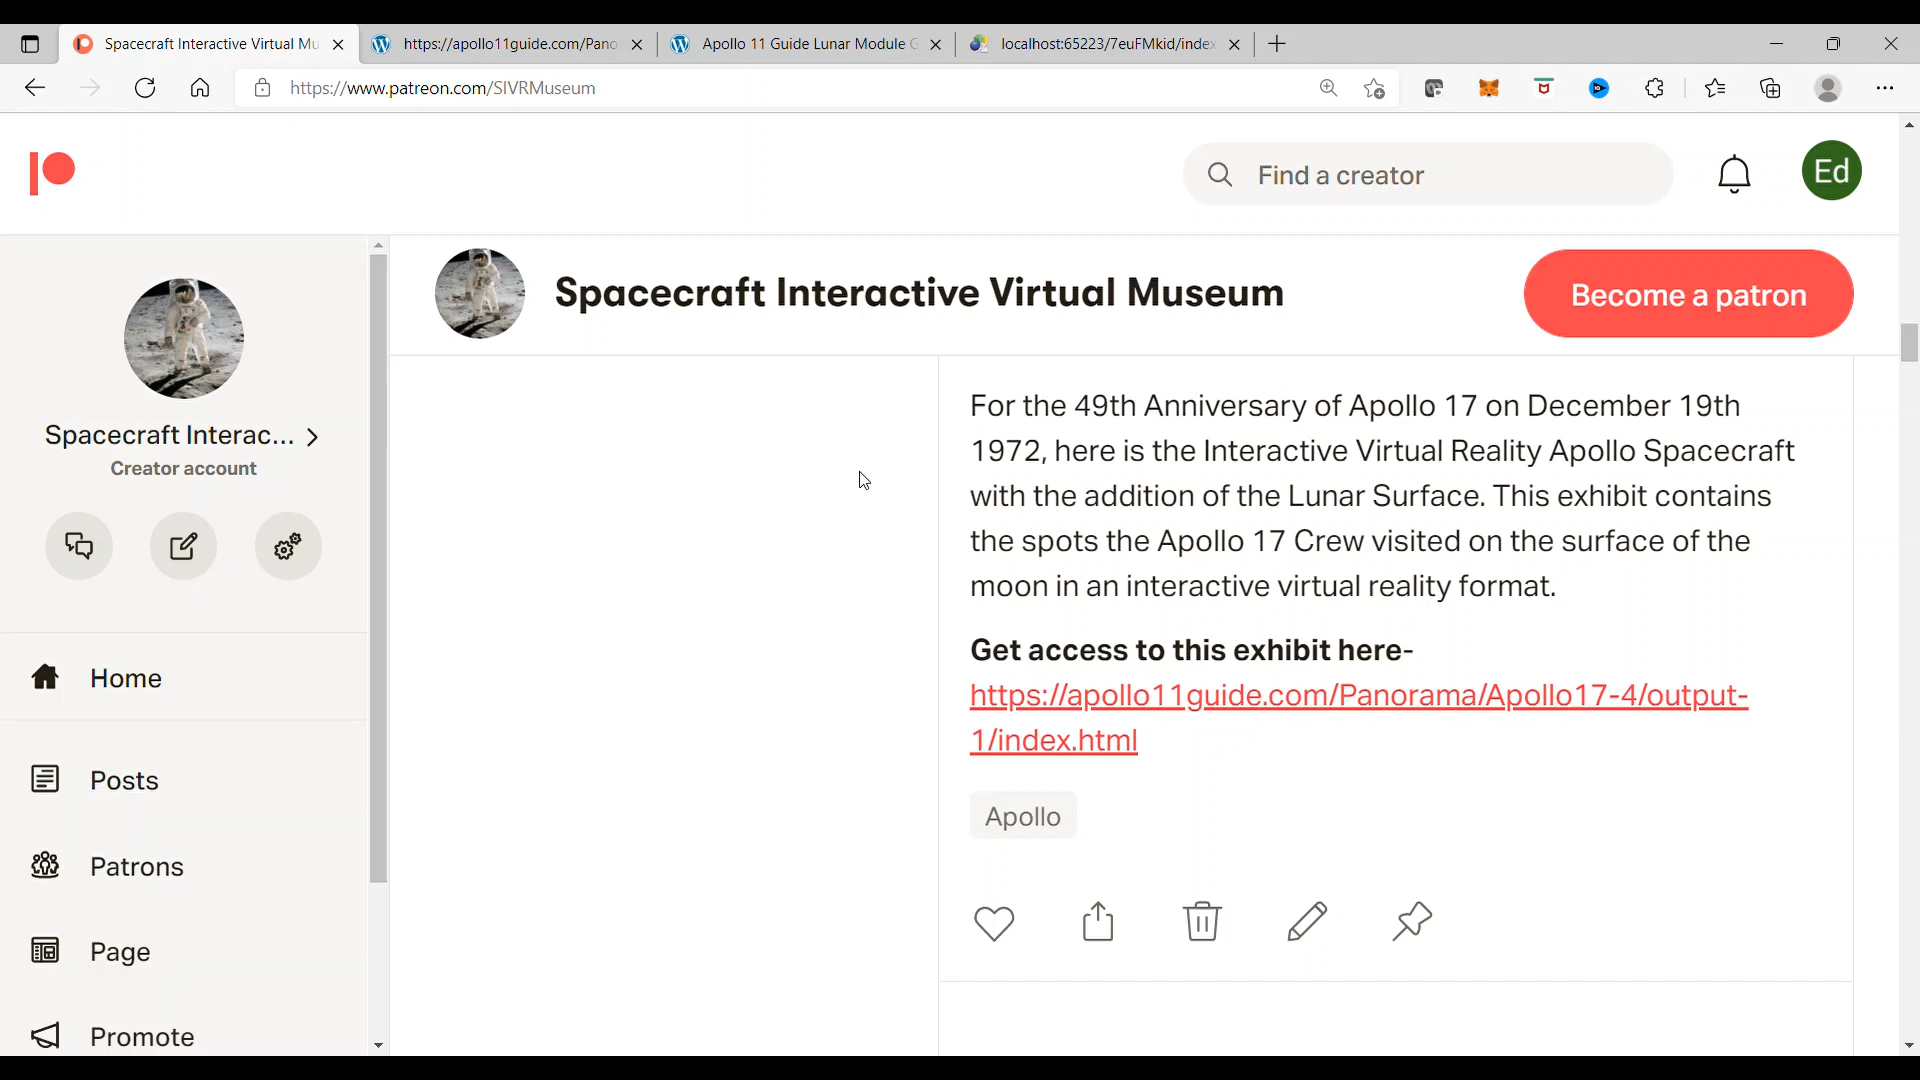 Spacecraft Interactive Virtual Mu
https://apollo11guide.com/Pano
Apollo 11 Guide Lunar Module G
localhost:65223/7euFMkid/index
https://www.patreon.com/SIVRMuseum
Find a creator
Ed
Spacecraft Interactive Virtual Museum
Become a patron
Spacecraft Interac...
Creator account
Home
Posts
Patrons
Page
Promote
For the 49th Anniversary of Apollo 17 on December 19th
1972, here is the Interactive Virtual Reality Apollo Spacecraft
with the addition of the Lunar Surface. This exhibit contains
the spots the Apollo 17 Crew visited on the surface of the
moon in an interactive virtual reality format.
Get access to this exhibit here-
https://apollo11guide.com/Panorama/Apollo17-4/output-
1/index.html
Apollo